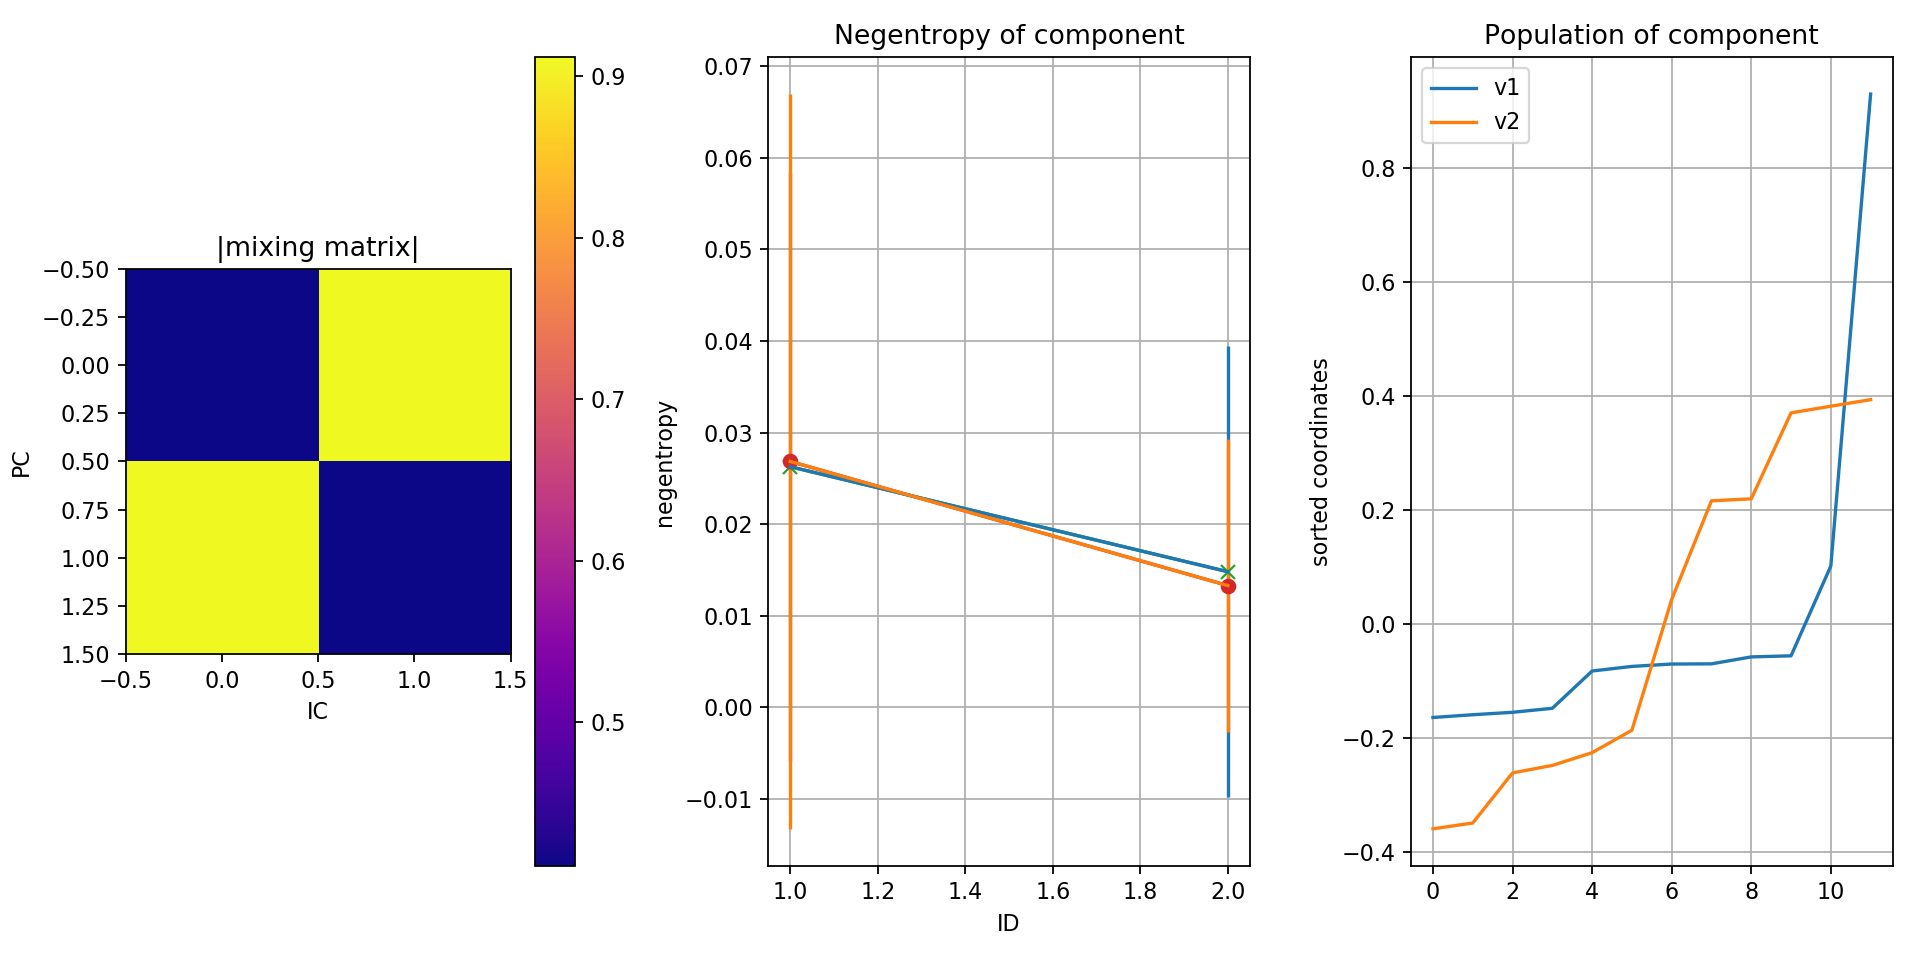 |mixing matrix|
−0.50
−0.25
0.00
0.25
0.50
0.75
1.00
1.25
1.50
PC
−0.5 0.0 0.5 1.0 1.5
IC
0.9
0.8
0.7
0.6
0.5
Negentropy of component
0.07
0.06
0.05
0.04
0.03
0.02
0.01
0.00
−0.01
negentropy
1.0 1.2 1.4 1.6 1.8 2.0
ID
Population of component
v1
v2
0.8
0.6
0.4
0.2
0.0
−0.2
−0.4
sorted coordinates
0 2 4 6 8 10